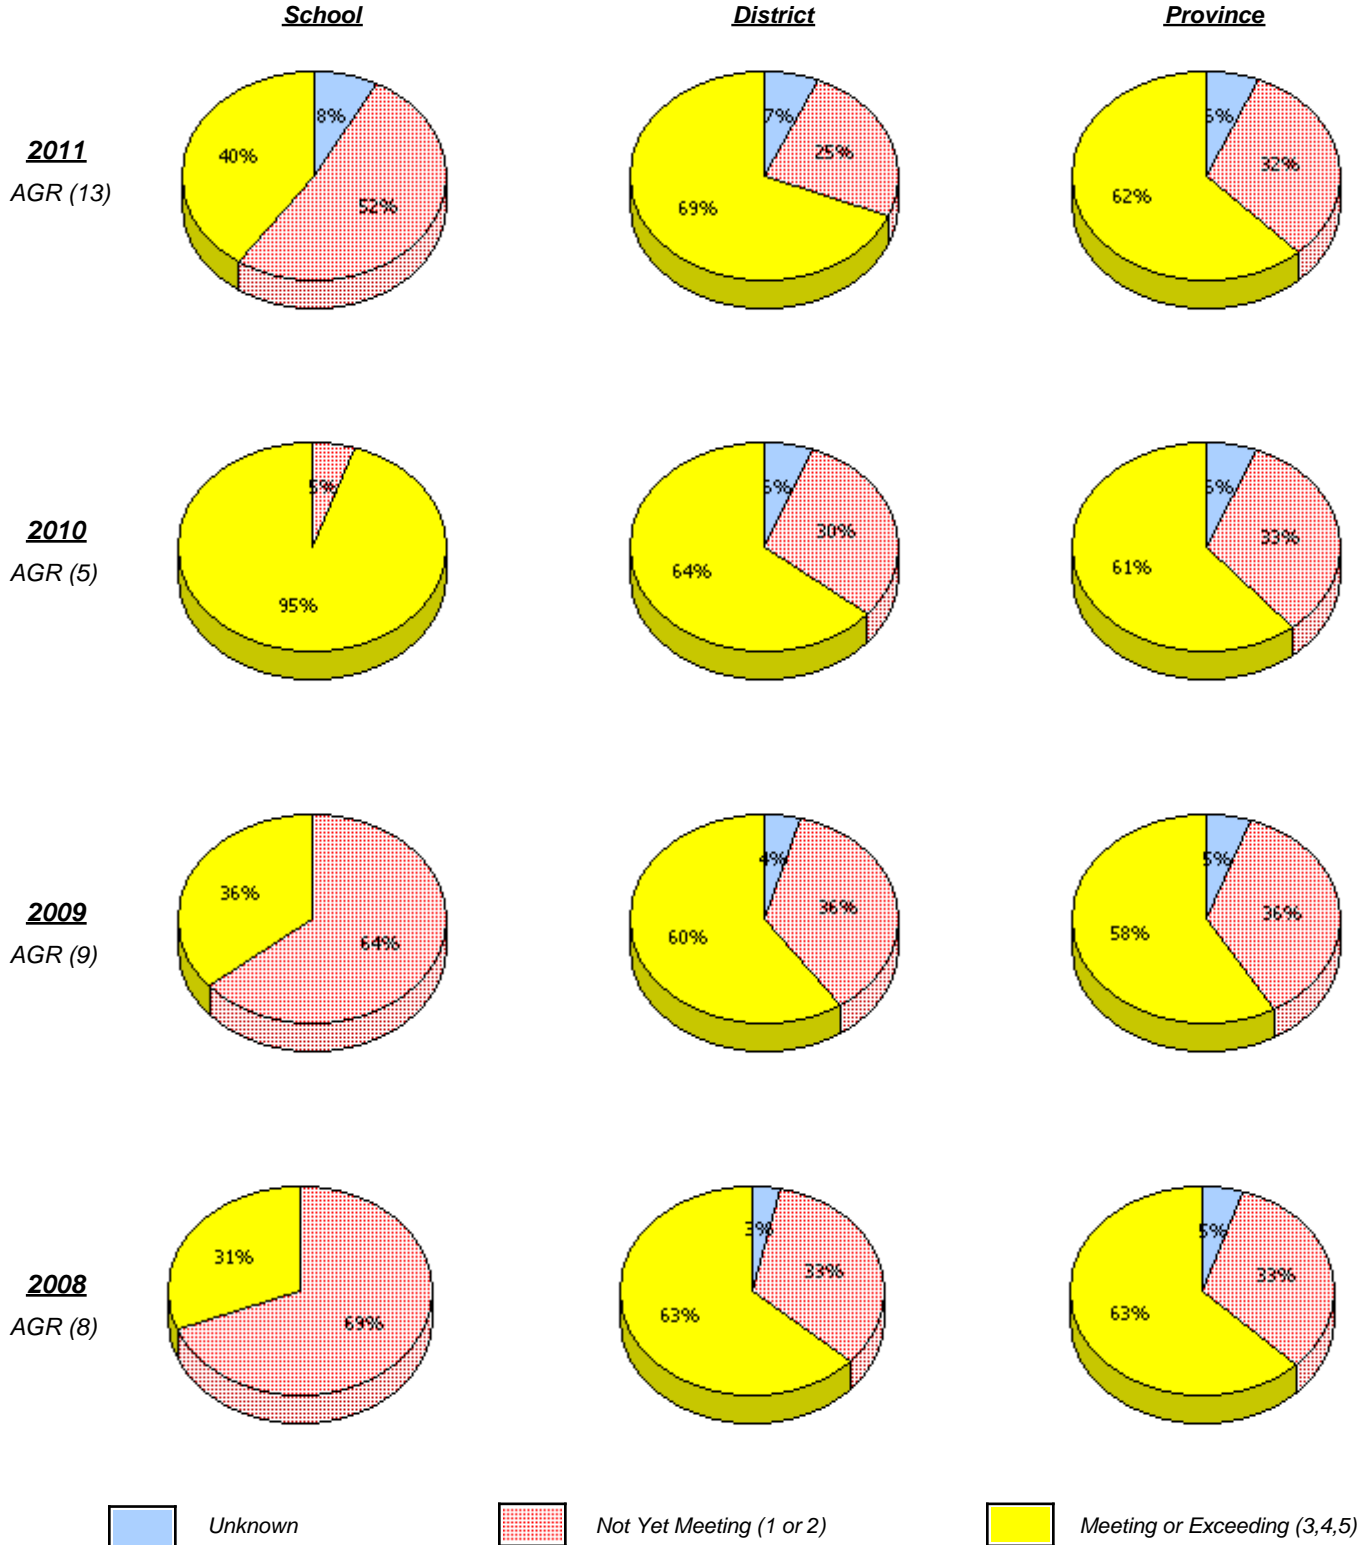 School District Province
8% 7%
40% 25% 32%
2011
AGR (13)
52% 69% 62%
5%
30% 33%
2010
AGR (5)
95% 64% 61%
4% 5%
36% 36% 36%
2009
AGR (9)
64% 60% 58%
3% 5%
31% 33% 33%
2008
AGR (8)
69% 63% 63%
Unknown Not Yet Meeting (1 or 2) Meeting or Exceeding (3,4,5)